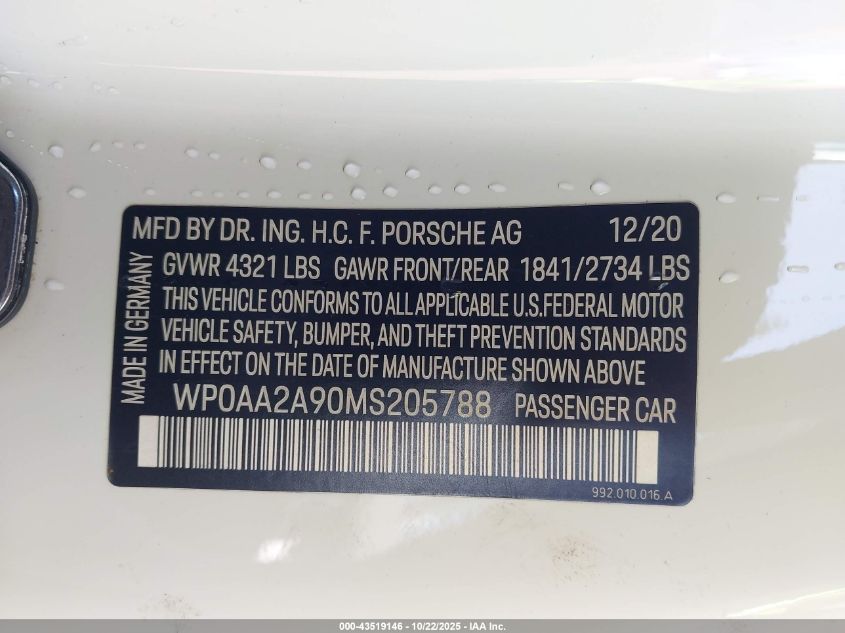 MFD BY DR. ING. H.C. F. PORSCHE AG 12/20
GVWR 4321 LBS GAWR FRONT/REAR 1841/2734 LBS
THIS VEHICLE CONFORMS TO ALL APPLICABLE U.S.FEDERAL MOTOR
VEHICLE SAFETY, BUMPER, AND THEFT PREVENTION STANDARDS
IN EFFECT ON THE DATE OF MANUFACTURE SHOWN ABOVE
WP0AA2A90MS205788 PASSENGER CAR
MADE IN GERMANY
992.010.016.A
000-43519146 - 10/22/2025 - IAA Inc.